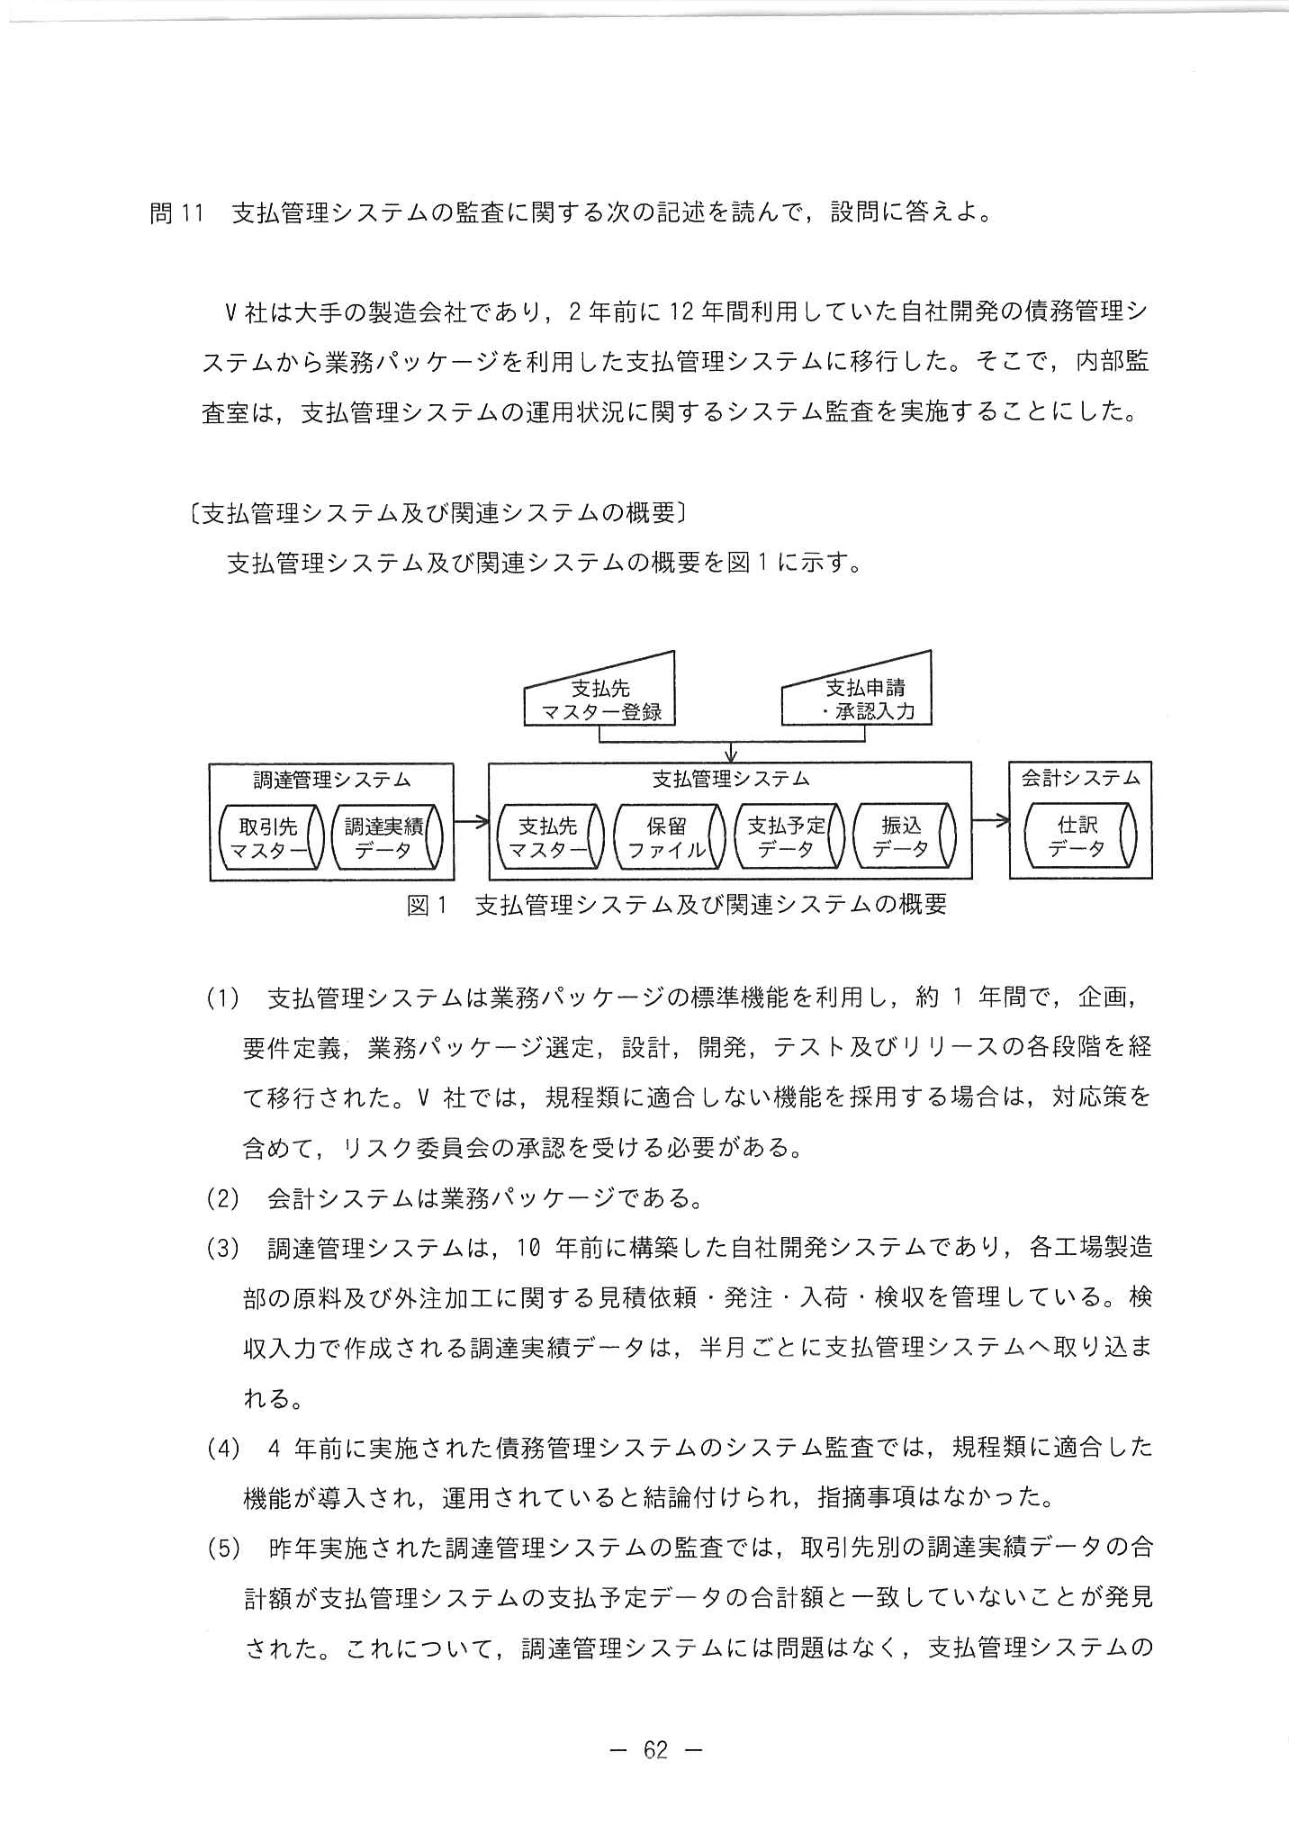 問 11 支払管理システムの監査に関する次の記述を読んで，設問に答えよ。
V 社は大手の製造会社であり，2 年前に 12 年間利用していた自社開発の債務管理シ
ステムから業務パッケージを利用した支払管理システムに移行した。そこで，内部監
査室は，支払管理システムの運用状況に関するシステム監査を実施することにした。
〔支払管理システム及び関連システムの概要〕
支払管理システム及び関連システムの概要を図 1 に示す。
支払先
マスター登録
支払申請
・承認入力
調達管理システム
取引先
マスター
調達実績
データ
支払管理システム
支払先
マスター
保留
ファイル
支払予定
データ
振込
データ
会計システム
仕訳
データ
図 1 支払管理システム及び関連システムの概要
(1) 支払管理システムは業務パッケージの標準機能を利用し，約 1 年間で，企画，
要件定義，業務パッケージ選定，設計，開発，テスト及びリリースの各段階を経
て移行された。V 社では，規程類に適合しない機能を採用する場合は，対応策を
含めて，リスク委員会の承認を受ける必要がある。
(2) 会計システムは業務パッケージである。
(3) 調達管理システムは，10 年前に構築した自社開発システムであり，各工場製造
部の原料及び外注加工に関する見積依頼・発注・入荷・検収を管理している。検
収入力で作成される調達実績データは，半月ごとに支払管理システムへ取り込ま
れる。
(4) 4 年前に実施された債務管理システムのシステム監査では，規程類に適合した
機能が導入され，運用されていると結論付けられ，指摘事項はなかった。
(5) 昨年実施された調達管理システムの監査では，取引先別の調達実績データの合
計額が支払管理システムの支払予定データの合計額と一致していないことが発見
された。これについて，調達管理システムには問題はなく，支払管理システムの
－ 62 －